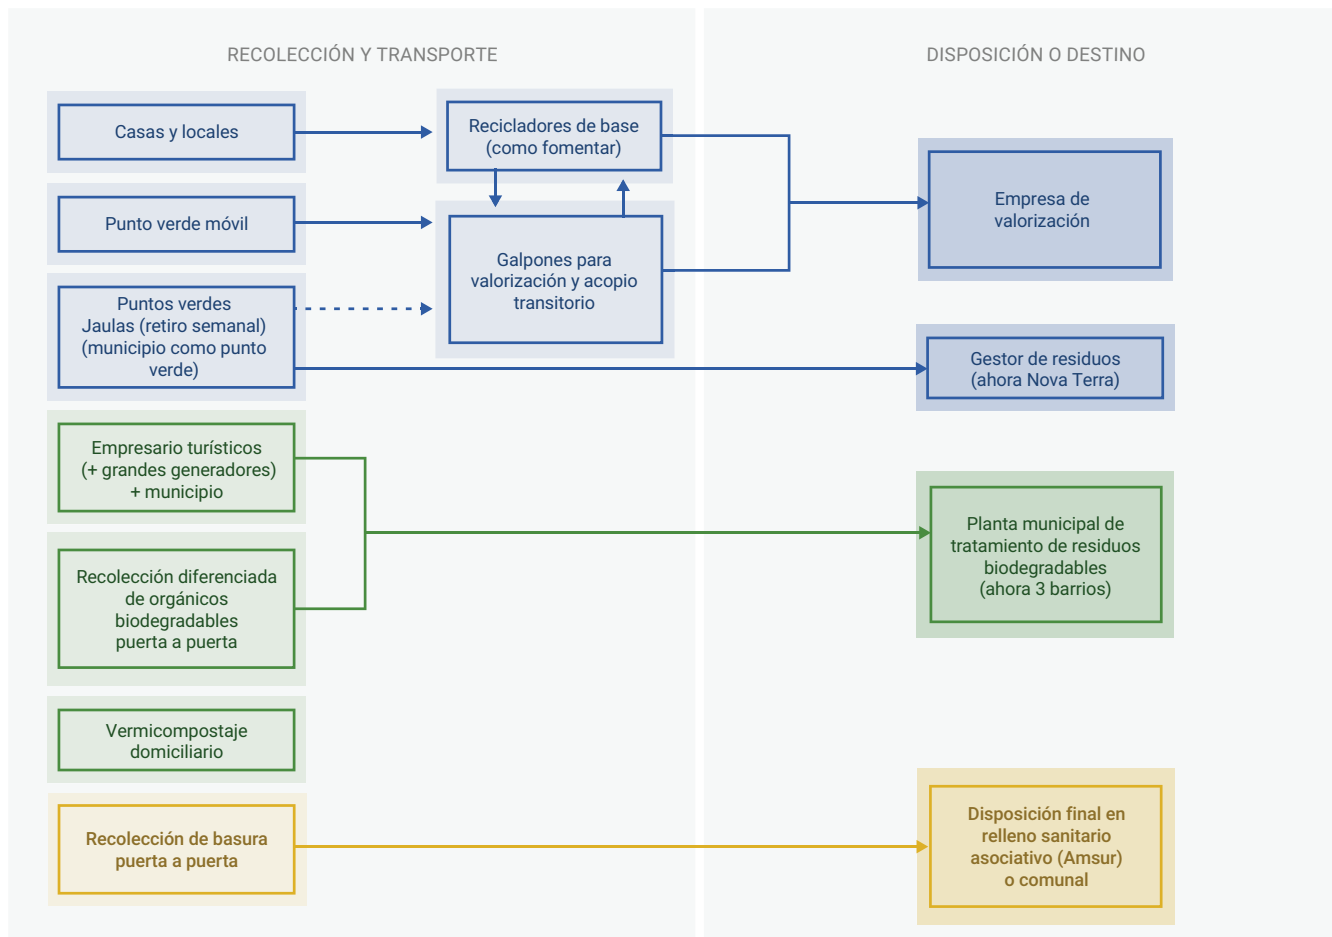 RECOLECCIÓN Y TRANSPORTE
DISPOSICIÓN O DESTINO
Casas y locales
Recicladores de base
(como fomentar)
Punto verde móvil
Galpones para
valorización y acopio
transitorio
Empresa de
valorización
Puntos verdes
Jaulas (retiro semanal)
(municipio como punto
verde)
Gestor de residuos
(ahora Nova Terra)
Empresario turísticos
(+ grandes generadores)
+ municipio
Recolección diferenciada
de orgánicos
biodegradables
puerta a puerta
Planta municipal de
tratamiento de residuos
biodegradables
(ahora 3 barrios)
Vermicompostaje
domiciliario
Recolección de basura
puerta a puerta
Disposición final en
relleno sanitario
asociativo (Amsur)
o comunal